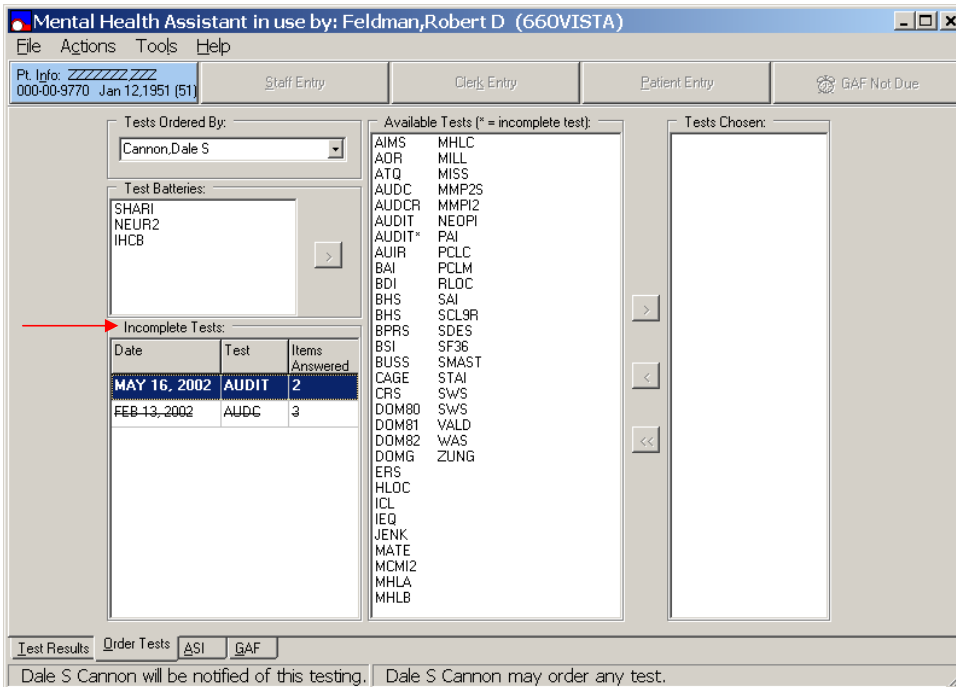 Mental Health Assistant in use by: Feldman,Robert D (660VISTA)
File Actions Tools Help
Pt. Info: ZZZZZZZZ,ZZZ
000-00-9770 Jan 12,1951 (51)
Staff Entry
Clerk Entry
Patient Entry
GAF Not Due
Tests Ordered By:
Cannon,Dale S
Test Batteries:
SHARI
NEUR2
IHCB
>
Incomplete Tests:
Date Test Items Answered
MAY 16, 2002 AUDIT 2
FEB 13, 2002 AUDC 3
Available Tests (* = incomplete test):
AIMS MHLC
AOR MILL
ATQ MISS
AUDC MMP2S
AUDCR MMPI2
AUDIT NEOPI
AUDIT* PAI
AUIR PCLC
BAI PCLM
BDI RLOC
BHS SAI
BHS SCL9R
BPRS SDES
BSI SF36
BUSS SMAST
CAGE STAI
CRS SWS
DOM80 SWS
DOM81 VALD
DOM82 WAS
DOMG ZUNG
ERS
HLOC
ICL
IEQ
JENK
MATE
MCMI2
MHLA
MHLB
>
<
<<
Tests Chosen:
Test Results Order Tests ASI GAF
Dale S Cannon will be notified of this testing. Dale S Cannon may order any test.